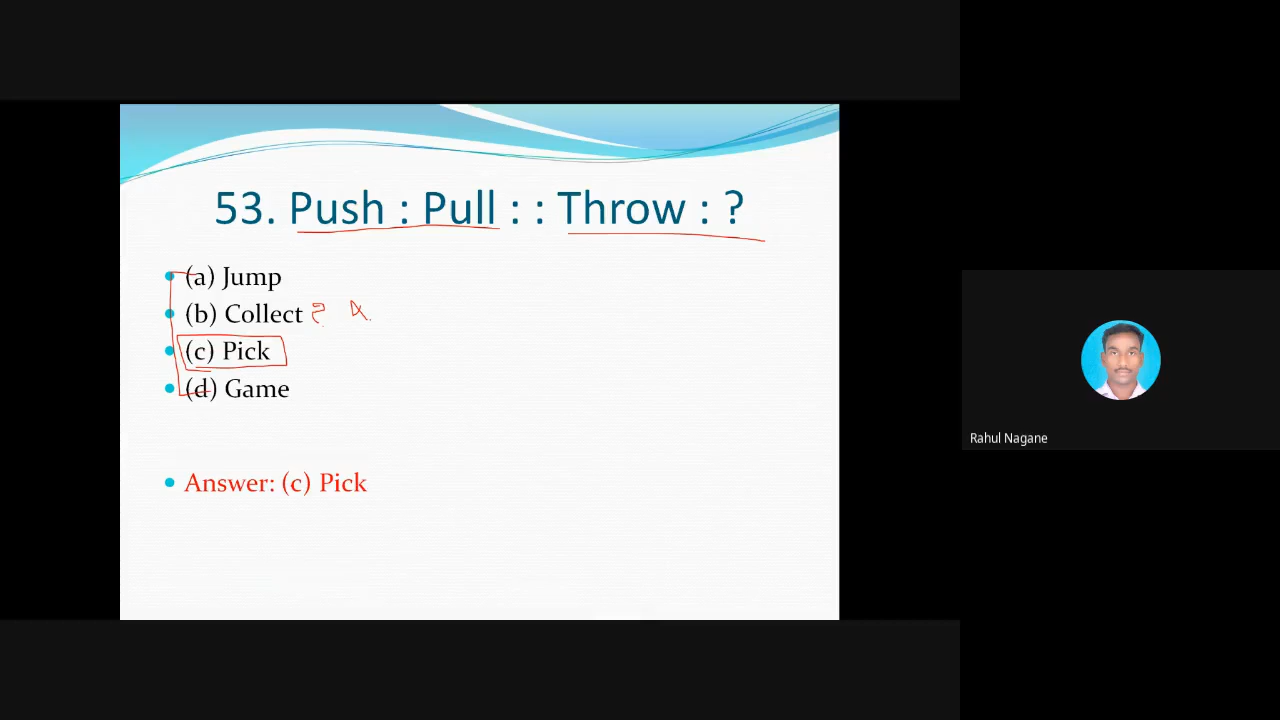 53. Push : Pull : : Throw : ?
(a) Jump
(b) Collect
(c) Pick
(d) Game
Answer: (c) Pick
Rahul Nagane